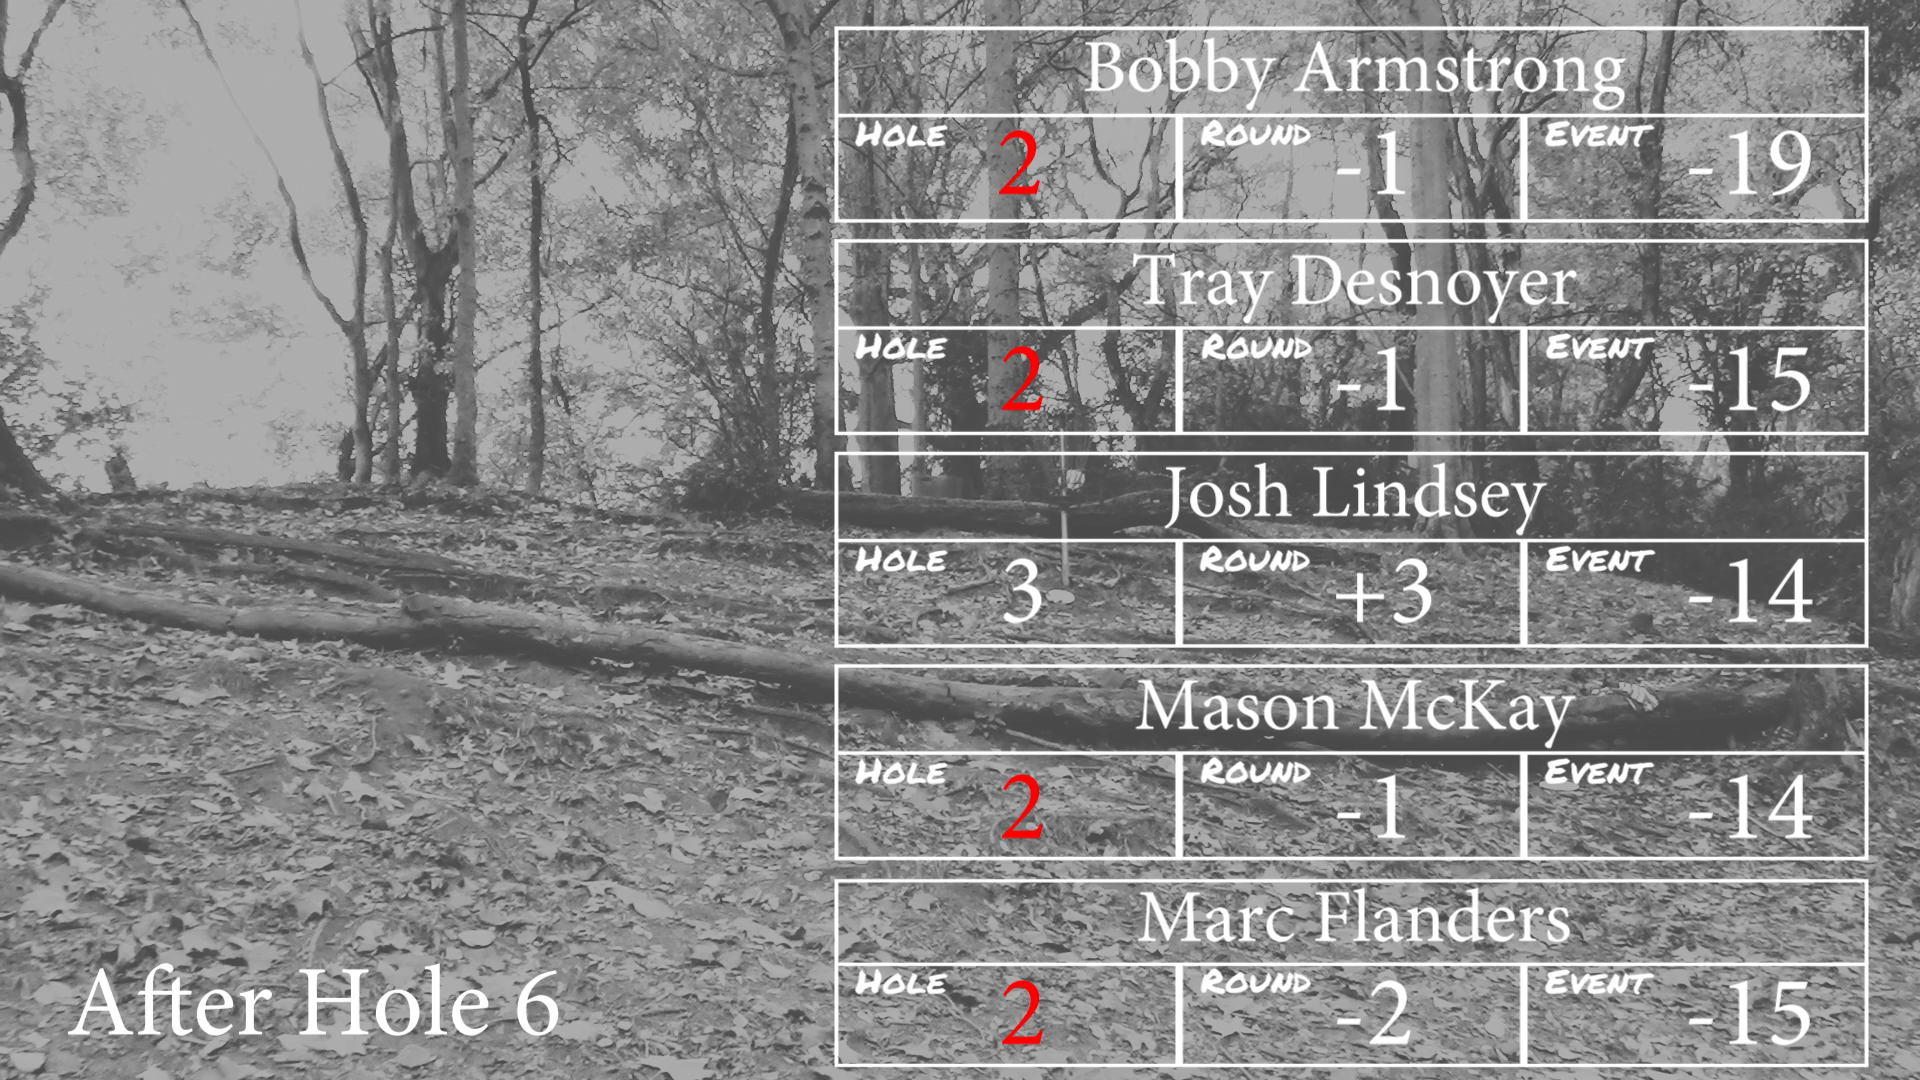 Bobby Armstrong
Hole 2 Round -1 Event -19
Tray Desnoyer
Hole 2 Round -1 Event -15
Josh Lindsey
Hole 3 Round +3 Event -14
Mason McKay
Hole 2 Round -1 Event -14
Marc Flanders
Hole 2 Round -2 Event -15
After Hole 6